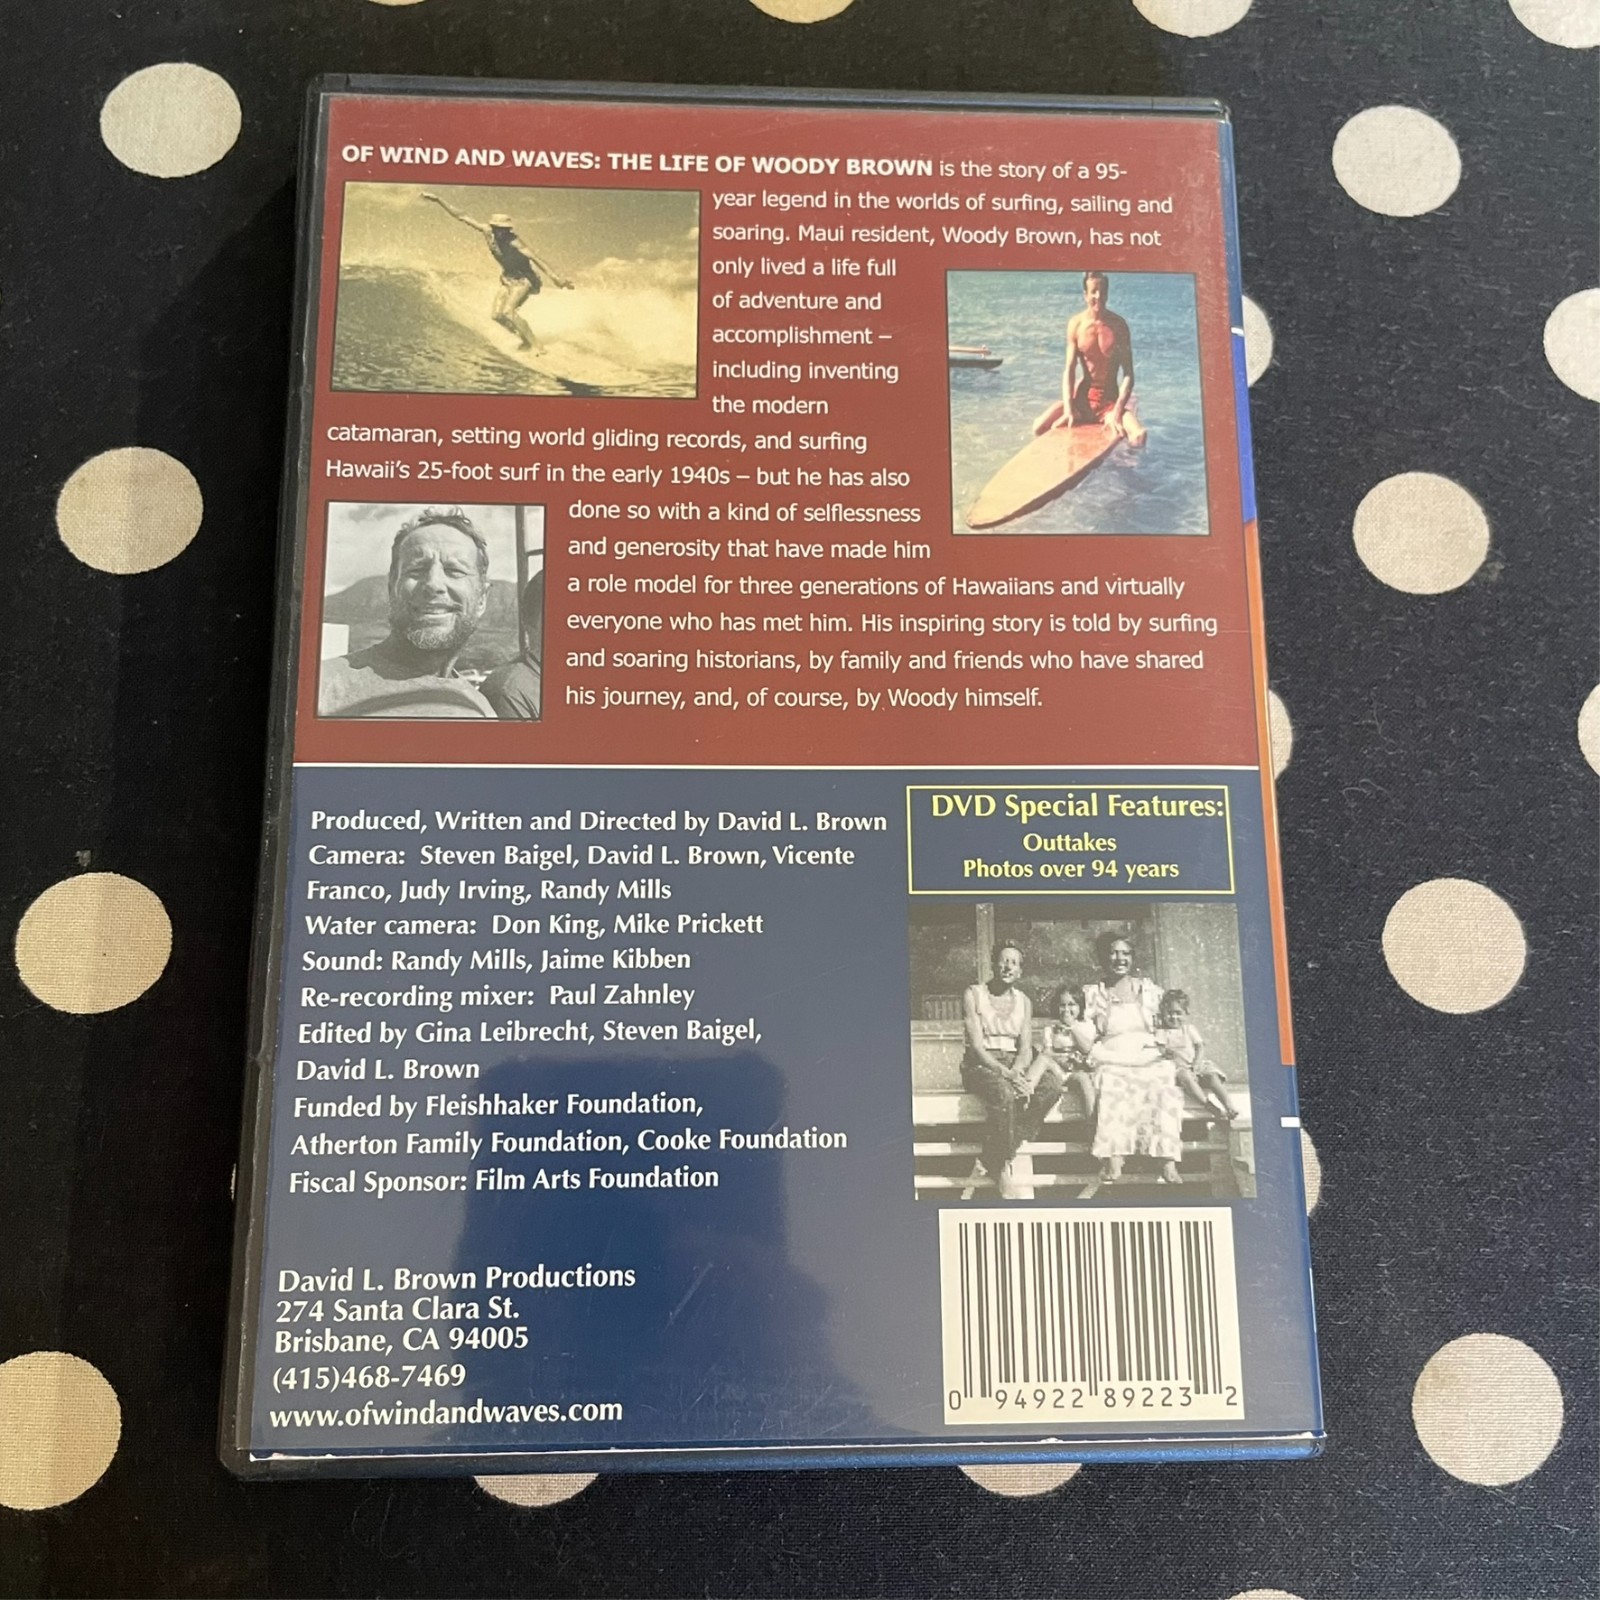 OF WIND AND WAVES: THE LIFE OF WOODY BROWN is the story of a 95-
year legend in the worlds of surfing, sailing and
soaring. Maui resident, Woody Brown, has not
only lived a life full
of adventure and
accomplishment –
including inventing
the modern
catamaran, setting world gliding records, and surfing
Hawaii's 25-foot surf in the early 1940s – but he has also
done so with a kind of selflessness
and generosity that have made him
a role model for three generations of Hawaiians and virtually
everyone who has met him. His inspiring story is told by surfing
and soaring historians, by family and friends who have shared
his journey, and, of course, by Woody himself.
Produced, Written and Directed by David L. Brown
Camera: Steven Baigel, David L. Brown, Vicente
Franco, Judy Irving, Randy Mills
Water camera: Don King, Mike Prickett
Sound: Randy Mills, Jaime Kibben
Re-recording mixer: Paul Zahnley
Edited by Gina Leibrecht, Steven Baigel,
David L. Brown
Funded by Fleishhaker Foundation,
Atherton Family Foundation, Cooke Foundation
Fiscal Sponsor: Film Arts Foundation
David L. Brown Productions
274 Santa Clara St.
Brisbane, CA 94005
(415)468-7469
www.ofwindandwaves.com
DVD Special Features:
Outtakes
Photos over 94 years
0 94922 89223 2